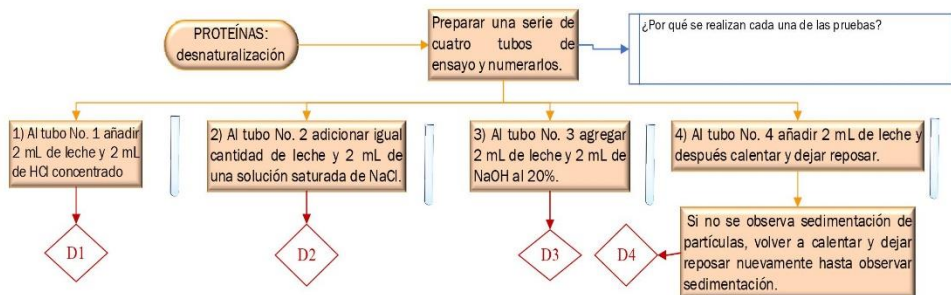 PROTEÍNAS:
desnaturalización
Preparar una serie de
cuatro tubos de
ensayo y numerarlos.
¿Por qué se realizan cada una de las pruebas?
1) Al tubo No. 1 añadir
2 mL de leche y 2 mL
de HCl concentrado
2) Al tubo No. 2 adicionar igual
cantidad de leche y 2 mL de
una solución saturada de NaCl.
3) Al tubo No. 3 agregar
2 mL de leche y 2 mL de
NaOH al 20%.
4) Al tubo No. 4 añadir 2 mL de leche y
después calentar y dejar reposar.
Si no se observa sedimentación de
partículas, volver a calentar y dejar
reposar nuevamente hasta observar
sedimentación.
D1
D2
D3
D4